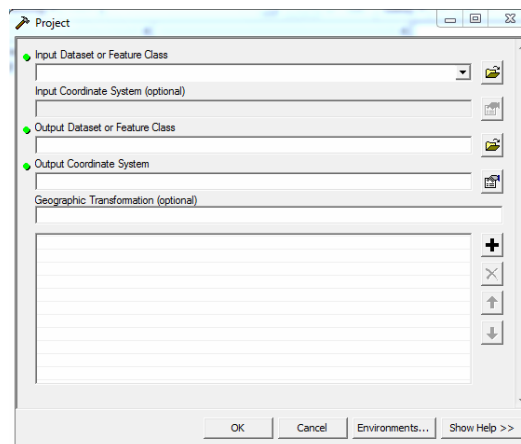 Project
Input Dataset or Feature Class
Input Coordinate System (optional)
Output Dataset or Feature Class
Output Coordinate System
Geographic Transformation (optional)
OK
Cancel
Environments...
Show Help >>